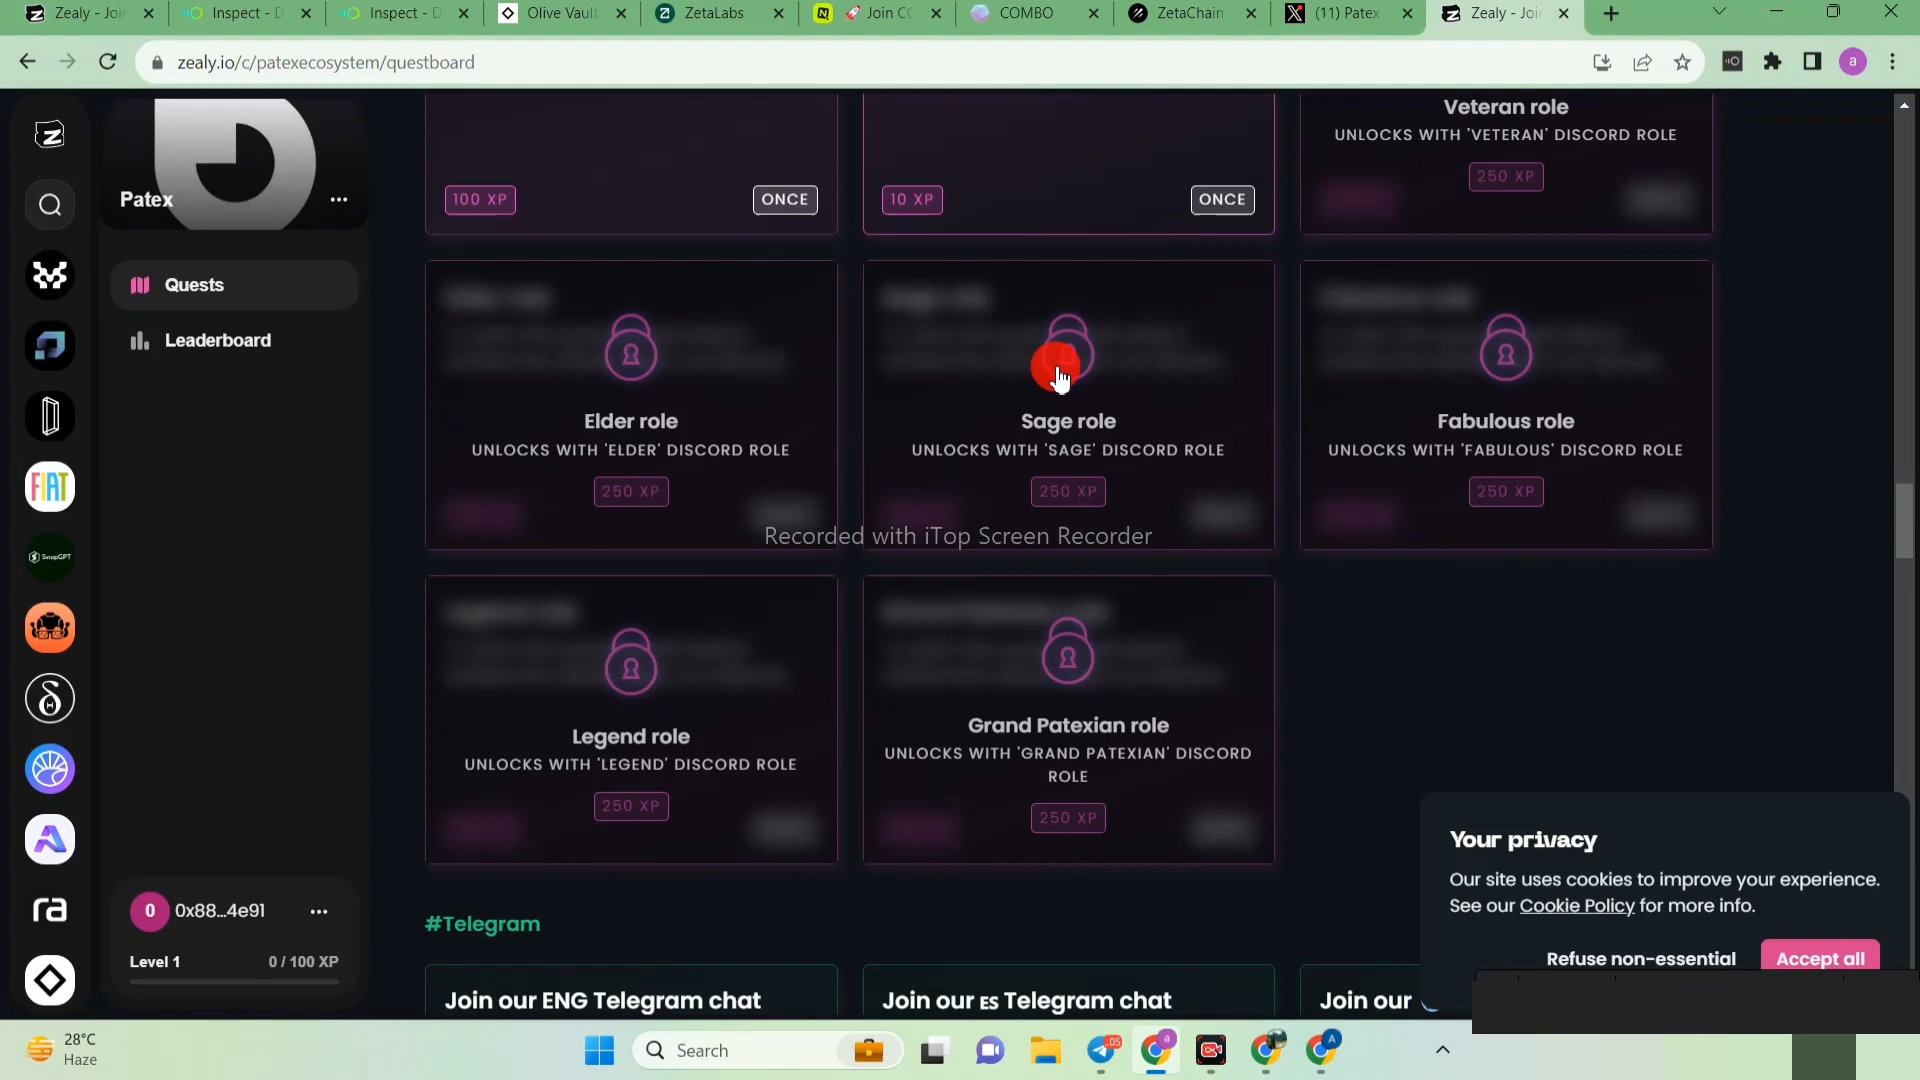 Zealy - Joi
Inspect - D
Inspect - D
Olive Vault
ZetaLabs
Join CO
COMBO
ZetaChain
(11) Patex
Zealy - Joi
zealy.io/c/patexecosystem/questboard
a
Patex
Quests
Leaderboard
FIAT
SwapGPT
ra
0
0x88...4e91
Level 1
0 / 100 XP
100 XP
ONCE
10 XP
ONCE
Veteran role
UNLOCKS WITH 'VETERAN' DISCORD ROLE
250 XP
Elder role
UNLOCKS WITH 'ELDER' DISCORD ROLE
250 XP
Sage role
UNLOCKS WITH 'SAGE' DISCORD ROLE
250 XP
Fabulous role
UNLOCKS WITH 'FABULOUS' DISCORD ROLE
250 XP
Recorded with iTop Screen Recorder
Legend role
UNLOCKS WITH 'LEGEND' DISCORD ROLE
250 XP
Grand Patexian role
UNLOCKS WITH 'GRAND PATEXIAN' DISCORD
ROLE
250 XP
#Telegram
Join our ENG Telegram chat
Join our ES Telegram chat
Join our
Your privacy
Our site uses cookies to improve your experience.
See our Cookie Policy for more info.
Refuse non-essential
Accept all
28°C
Haze
Search
.05
a
A